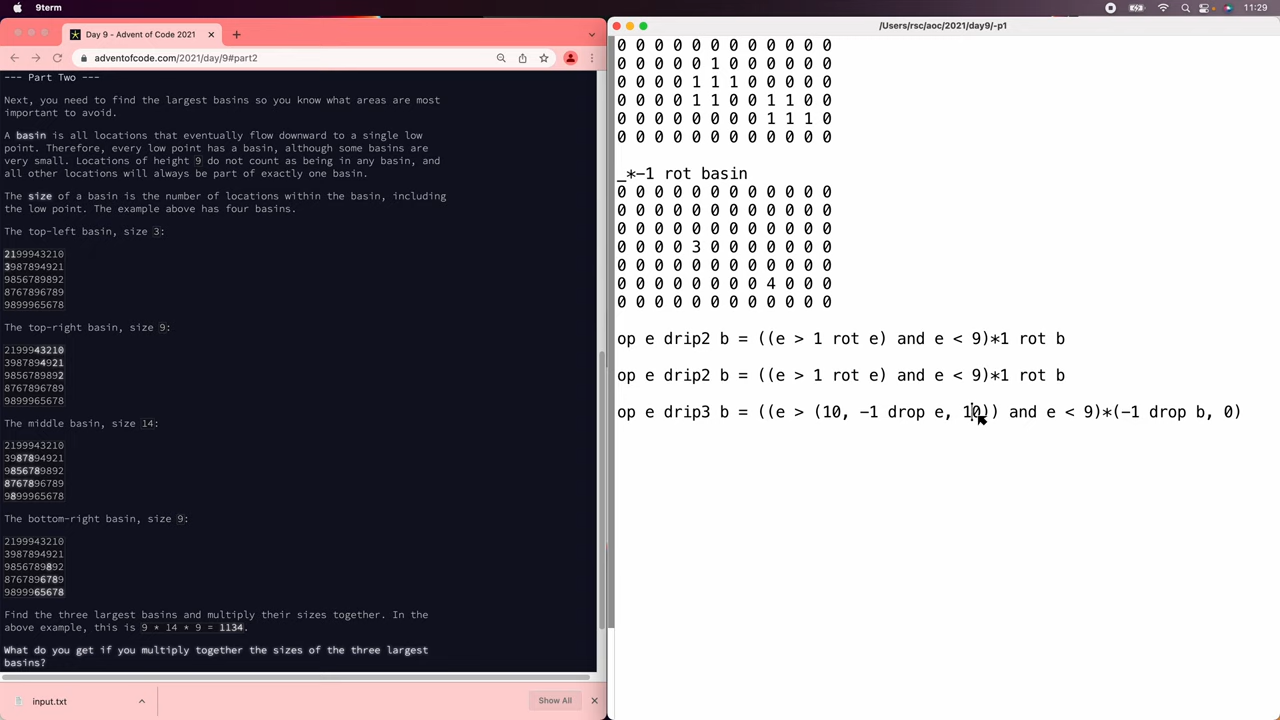 9term
11:29
Day 9 - Advent of Code 2021
adventofcode.com/2021/day/9#part2
--- Part Two ---
Next, you need to find the largest basins so you know what areas are most
important to avoid.
A basin is all locations that eventually flow downward to a single low
point. Therefore, every low point has a basin, although some basins are
very small. Locations of height 9 do not count as being in any basin, and
all other locations will always be part of exactly one basin.
The size of a basin is the number of locations within the basin, including
the low point. The example above has four basins.
The top-left basin, size 3:
2199943210
3987894921
9856789892
8767896789
9899965678
The top-right basin, size 9:
2199943210
3987894921
9856789892
8767896789
9899965678
The middle basin, size 14:
2199943210
3987894921
9856789892
8767896789
9899965678
The bottom-right basin, size 9:
2199943210
3987894921
9856789892
8767896789
9899965678
Find the three largest basins and multiply their sizes together. In the
above example, this is 9 * 14 * 9 = 1134.
What do you get if you multiply together the sizes of the three largest
basins?
input.txt
Show All
/Users/rsc/aoc/2021/day9/-p1
0 0 0 0 0 0 0 0 0 0 0 0
0 0 0 0 0 1 0 0 0 0 0 0
0 0 0 0 1 1 1 0 0 0 0 0
0 0 0 0 1 1 0 0 1 1 0 0
0 0 0 0 0 0 0 0 1 1 1 0
0 0 0 0 0 0 0 0 0 0 0 0
_*-1 rot basin
0 0 0 0 0 0 0 0 0 0 0 0
0 0 0 0 0 0 0 0 0 0 0 0
0 0 0 0 0 0 0 0 0 0 0 0
0 0 0 0 3 0 0 0 0 0 0 0
0 0 0 0 0 0 0 0 0 0 0 0
0 0 0 0 0 0 0 0 4 0 0 0
0 0 0 0 0 0 0 0 0 0 0 0
op e drip2 b = ((e > 1 rot e) and e < 9)*1 rot b
op e drip2 b = ((e > 1 rot e) and e < 9)*1 rot b
op e drip3 b = ((e > (10, -1 drop e, 10)) and e < 9)*(-1 drop b, 0)